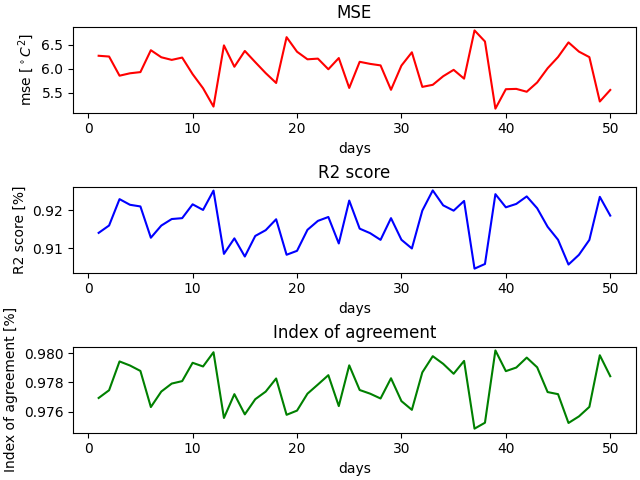 MSE
mse [$^\circ C^2$]
6.5
6.0
5.5
0 10 20 30 40 50
days
R2 score
R2 score [%]
0.92
0.91
0 10 20 30 40 50
days
Index of agreement
Index of agreement [%]
0.980
0.978
0.976
0 10 20 30 40 50
days